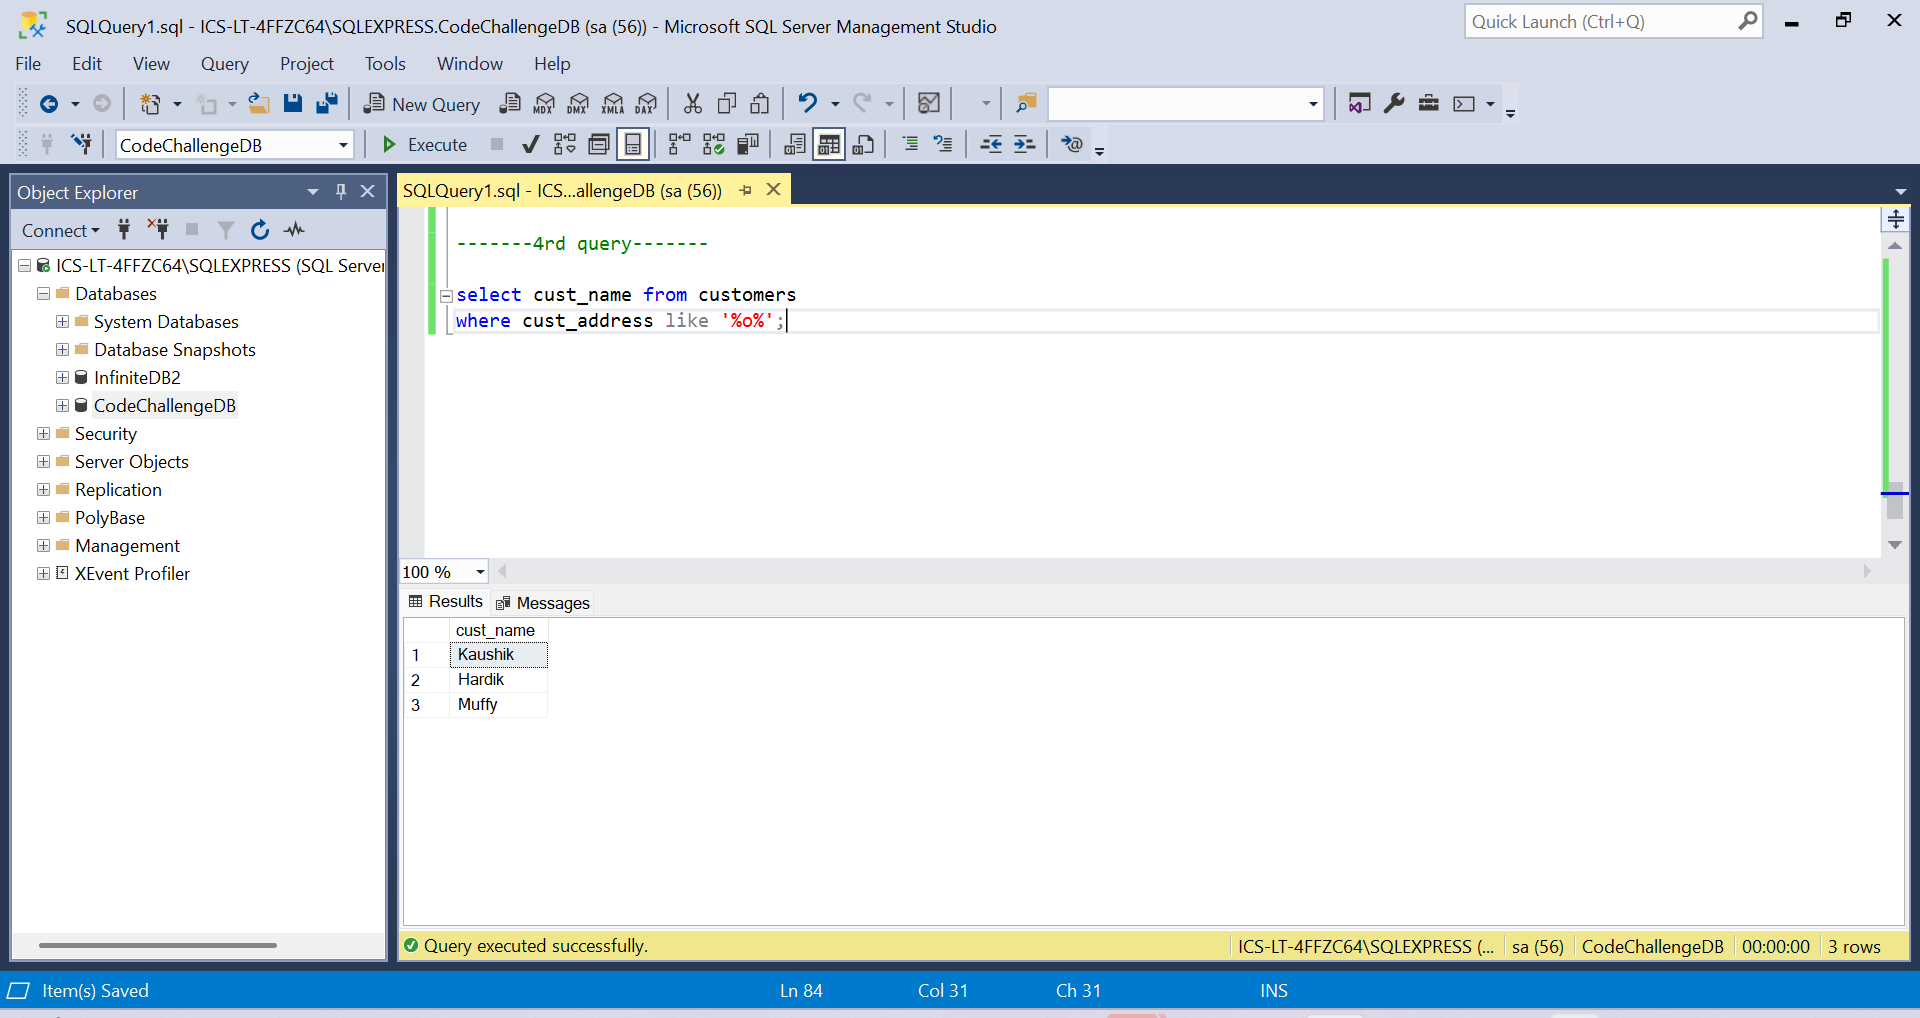 SQLQuery1.sql - ICS-LT-4FFZC64\SQLEXPRESS.CodeChallengeDB (sa (56)) - Microsoft SQL Server Management Studio
Quick Launch (Ctrl+Q)
File Edit View Query Project Tools Window Help
New Query MDX DMX XMLA DAX
CodeChallengeDB Execute
Object Explorer
SQLQuery1.sql - ICS...allengeDB (sa (56))
Connect
ICS-LT-4FFZC64\SQLEXPRESS (SQL Server
Databases
System Databases
Database Snapshots
InfiniteDB2
CodeChallengeDB
Security
Server Objects
Replication
PolyBase
Management
XEvent Profiler
-------4rd query-------
select cust_name from customers
where cust_address like '%o%';
100 %
Results Messages
cust_name
1 Kaushik
2 Hardik
3 Muffy
Query executed successfully.
ICS-LT-4FFZC64\SQLEXPRESS (... sa (56) CodeChallengeDB 00:00:00 3 rows
Item(s) Saved Ln 84 Col 31 Ch 31 INS